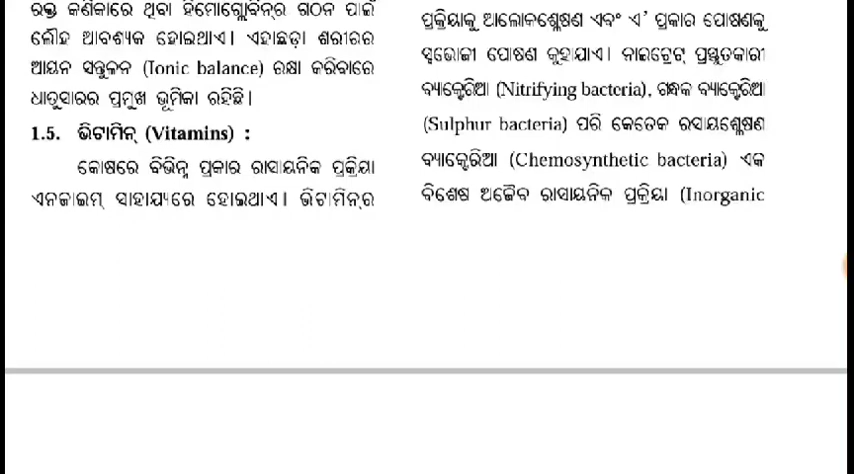 ରକ୍ତ କଣିକାରେ ଥିବା ହିମୋଗ୍ଲୋବିନ୍‌ର ଗଠନ ପାଇଁ
ଲୌହ ଆବଶ୍ୟକ ହୋଇଥାଏ। ଏହାଛଡ଼ା ଶରୀରର
ଆୟନ ସନ୍ତୁଳନ (Ionic balance) ରକ୍ଷା କରିବାରେ
ଧାତୁସାରର ପ୍ରମୁଖ ଭୂମିକା ରହିଛି।
1.5. ଭିଟାମିନ୍ (Vitamins) :
କୋଷରେ ବିଭିନ୍ନ ପ୍ରକାର ରାସାୟନିକ ପ୍ରକ୍ରିୟା
ଏନଜାଇମ୍ ସାହାଯ୍ୟରେ ହୋଇଥାଏ। ଭିଟାମିନ୍‌ର
ପ୍ରକ୍ରିୟାକୁ ଆଲୋକଶ୍ଳେଷଣ ଏବଂ ଏ' ପ୍ରକାର ପୋଷଣକୁ
ସ୍ୱଭୋଜୀ ପୋଷଣ କୁହାଯାଏ। ନାଇଟ୍ରେଟ୍ ପ୍ରସ୍ତୁତକାରୀ
ବ୍ୟାକ୍ଟେରିଆ (Nitrifying bacteria), ଗନ୍ଧକ ବ୍ୟାକ୍ଟେରିଆ
(Sulphur bacteria) ପରି କେତେକ ରସାୟଶ୍ଳେଷଣ
ବ୍ୟାକ୍ଟେରିଆ (Chemosynthetic bacteria) ଏକ
ବିଶେଷ ଅଜୈବ ରାସାୟନିକ ପ୍ରକ୍ରିୟା (Inorganic